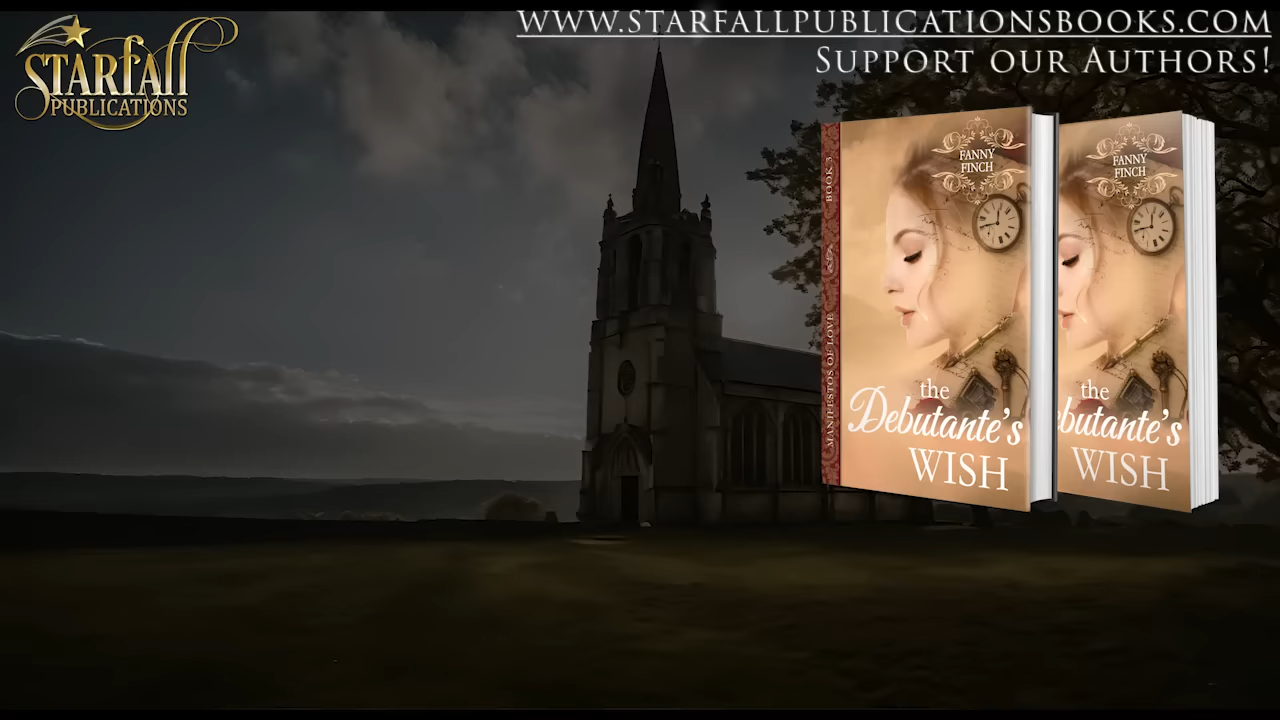 STARfall
PUBLICATIONS
WWW.STARFALLPUBLICATIONSBOOKS.COM
SUPPORT OUR AUTHORS!
BOOK 3
MANIFESTOS OF LOVE
FANNY
FINCH
the
Debutante's
WISH
FANNY
FINCH
the
ebutante's
WISH